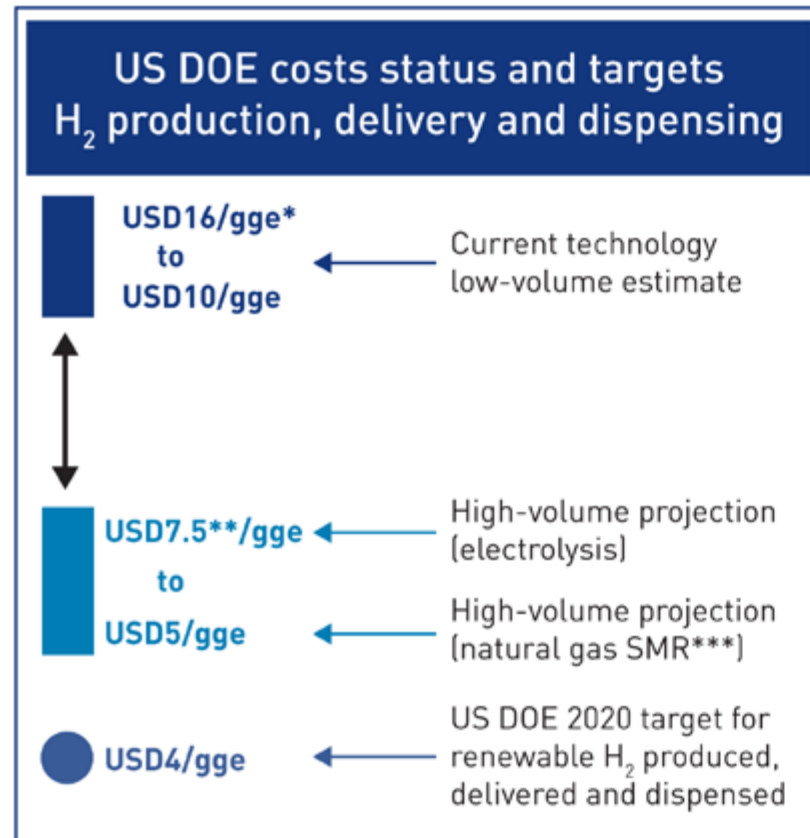 US DOE costs status and targets
H₂ production, delivery and dispensing
USD16/gge*
to
USD10/gge
Current technology
low-volume estimate
USD7.5**/gge
to
USD5/gge
High-volume projection
(electrolysis)
High-volume projection
(natural gas SMR***)
USD4/gge
US DOE 2020 target for
renewable H₂ produced,
delivered and dispensed